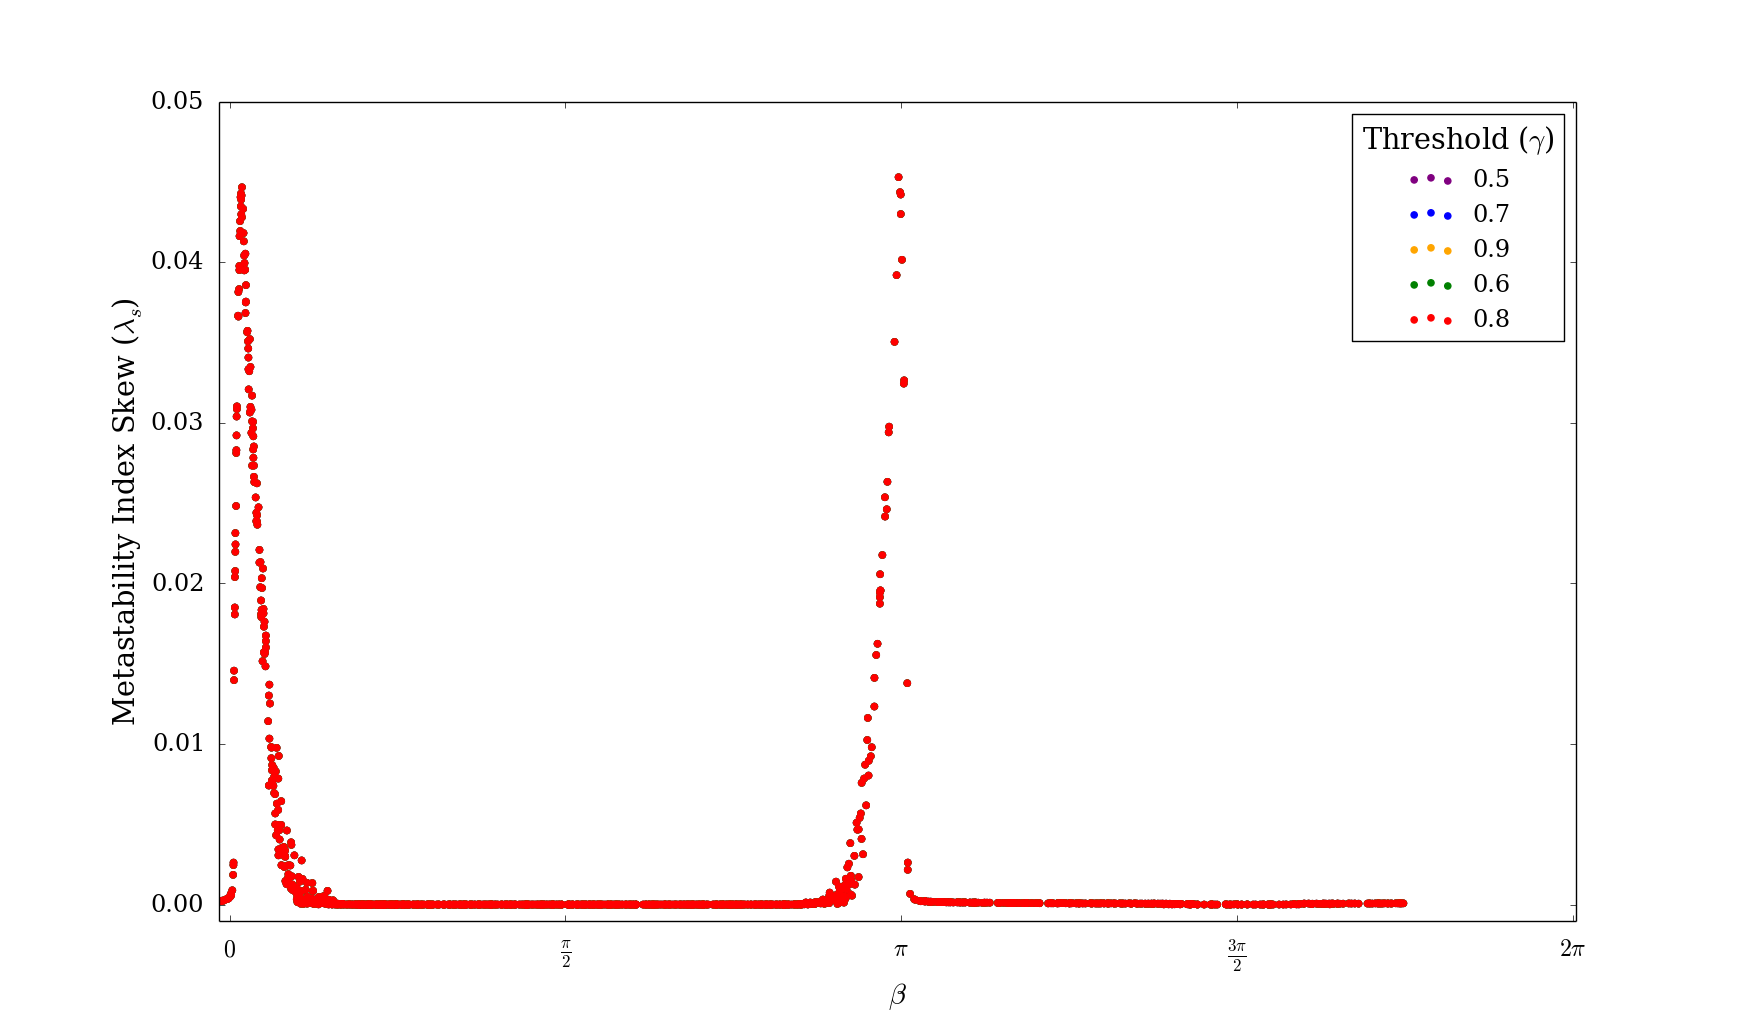 0.05
0.04
0.03
0.02
0.01
0.00
Metastability Index Skew (λs)
Threshold (γ)
0.5
0.7
0.9
0.6
0.8
0
π/2
π
3π/2
2π
β